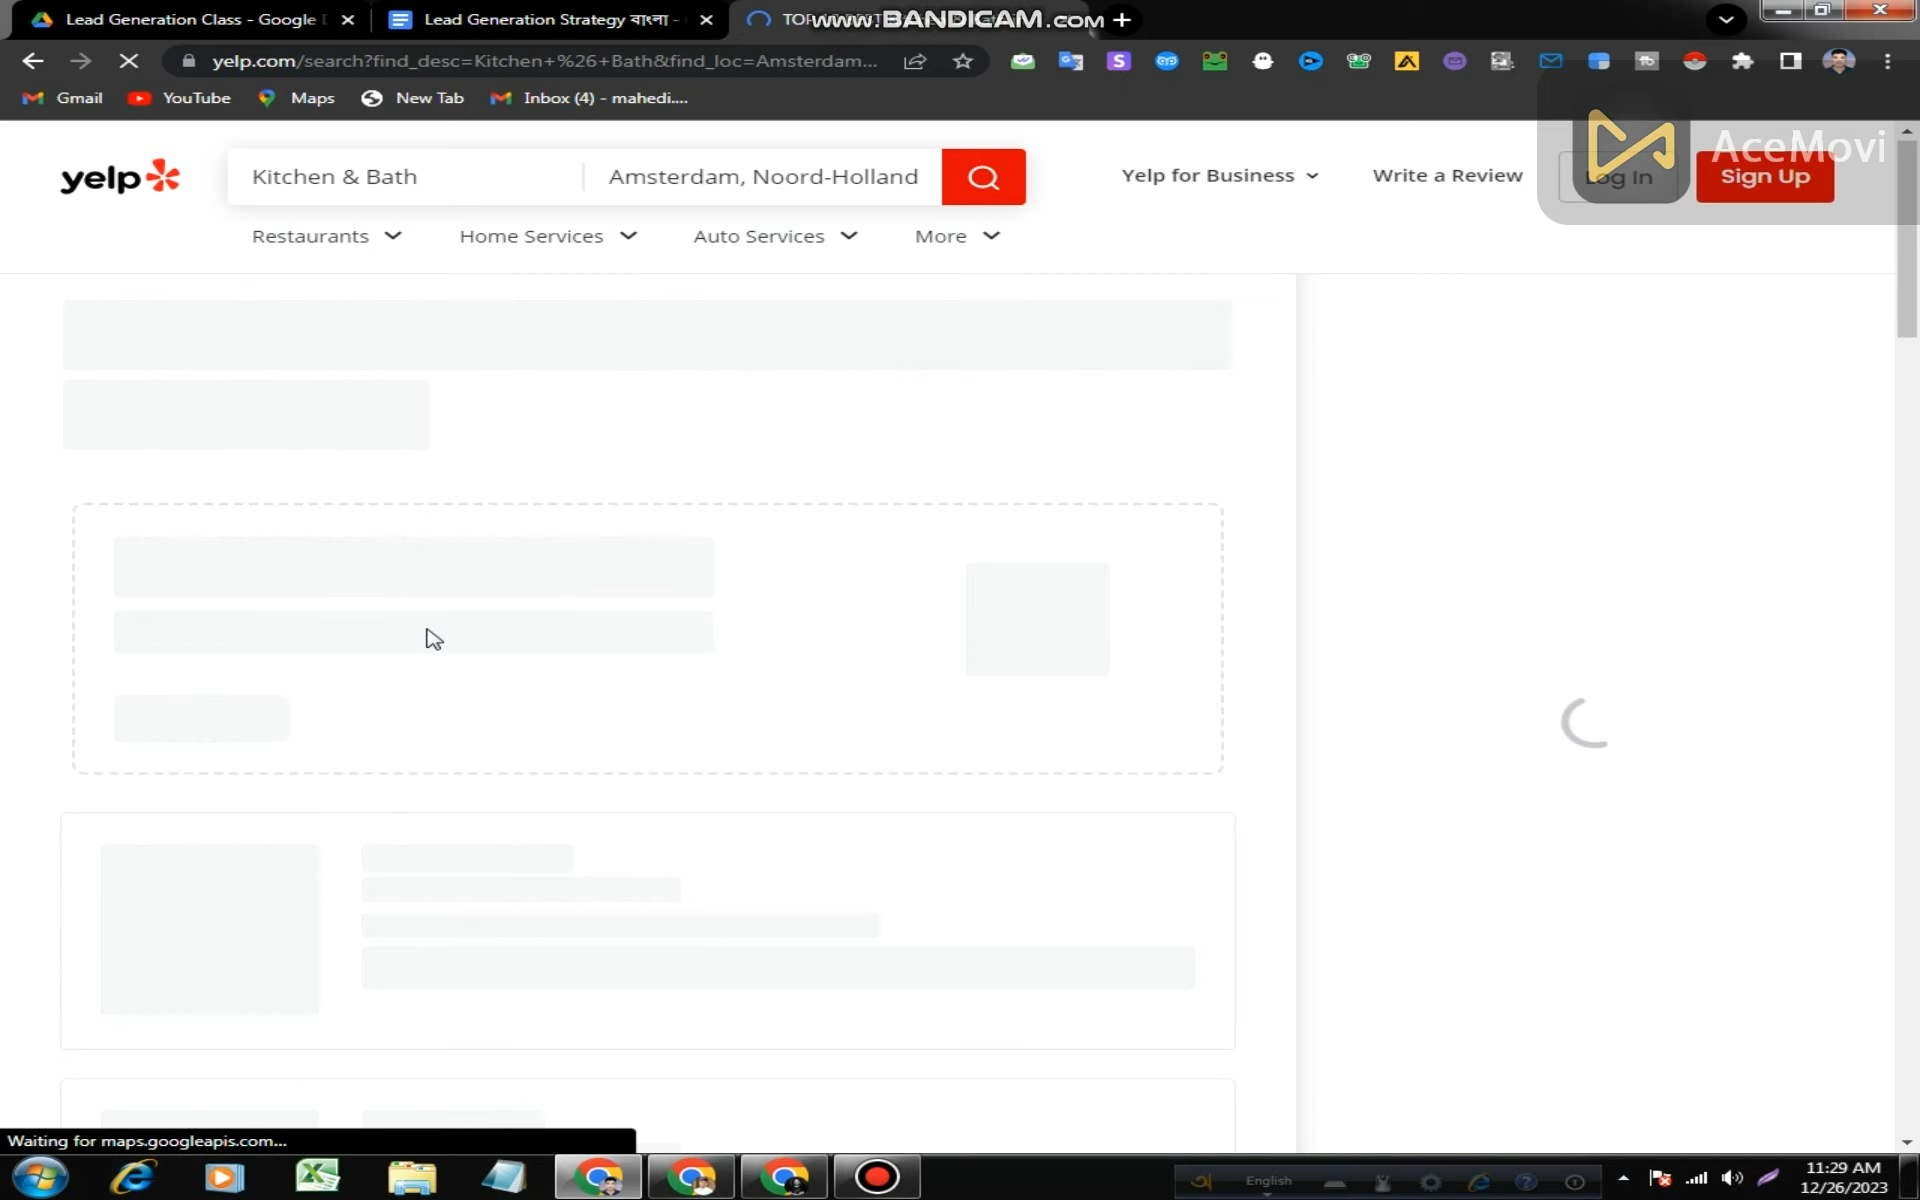 Lead Generation Class - Google
Lead Generation Strategy বাংলা -
TOP
www.BANDICAM.com
yelp.com/search?find_desc=Kitchen+%26+Bath&find_loc=Amsterdam...
Gmail
YouTube
Maps
New Tab
Inbox (4) - mahedi....
AceMovi
yelp
Kitchen & Bath
Amsterdam, Noord-Holland
Yelp for Business
Write a Review
Log In
Sign Up
Restaurants
Home Services
Auto Services
More
Waiting for maps.googleapis.com...
English
11:29 AM
12/26/2023